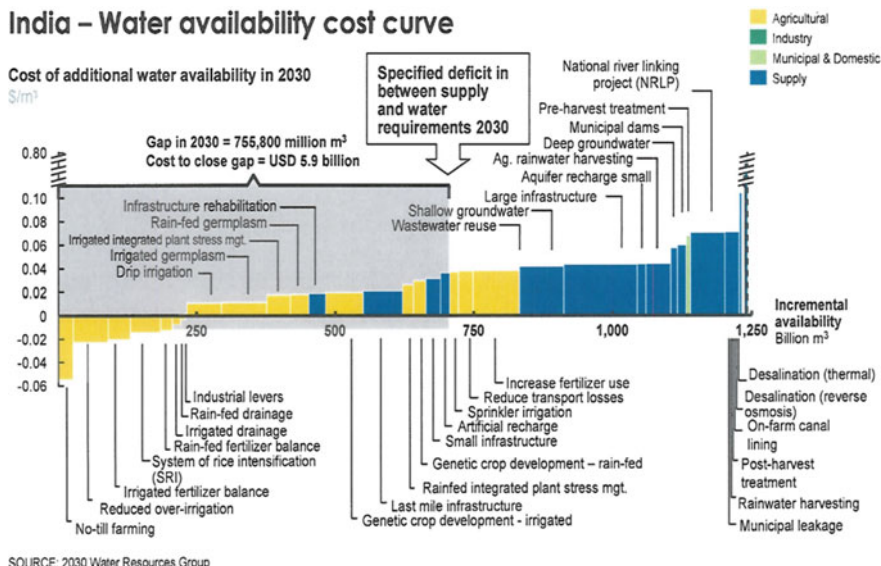 India – Water availability cost curve
Agricultural
Industry
Municipal & Domestic
Supply
Cost of additional water availability in 2030
$/m³
Specified deficit in
between supply
and water
requirements 2030
Gap in 2030 = 755,800 million m³
Cost to close gap = USD 5.9 billion
National river linking
project (NRLP)
Pre-harvest treatment
Municipal dams
Deep groundwater
Ag. rainwater harvesting
Aquifer recharge small
Large infrastructure
Shallow groundwater
Wastewater reuse
Infrastructure rehabilitation
Rain-fed germplasm
Irrigated integrated plant stress mgt.
Irrigated germplasm
Drip irrigation
0.80
0.10
0.08
0.06
0.04
0.02
0
-0.02
-0.04
-0.06
250
500
750
1,000
1,250
Incremental
availability
Billion m³
Industrial levers
Rain-fed drainage
Irrigated drainage
Rain-fed fertilizer balance
System of rice intensification
(SRI)
Irrigated fertilizer balance
Reduced over-irrigation
No-till farming
Increase fertilizer use
Reduce transport losses
Sprinkler irrigation
Artificial recharge
Small infrastructure
Genetic crop development – rain-fed
Rainfed integrated plant stress mgt.
Last mile infrastructure
Genetic crop development - irrigated
Desalination (thermal)
Desalination (reverse
osmosis)
On-farm canal
lining
Post-harvest
treatment
Rainwater harvesting
Municipal leakage
SOURCE: 2030 Water Resources Group